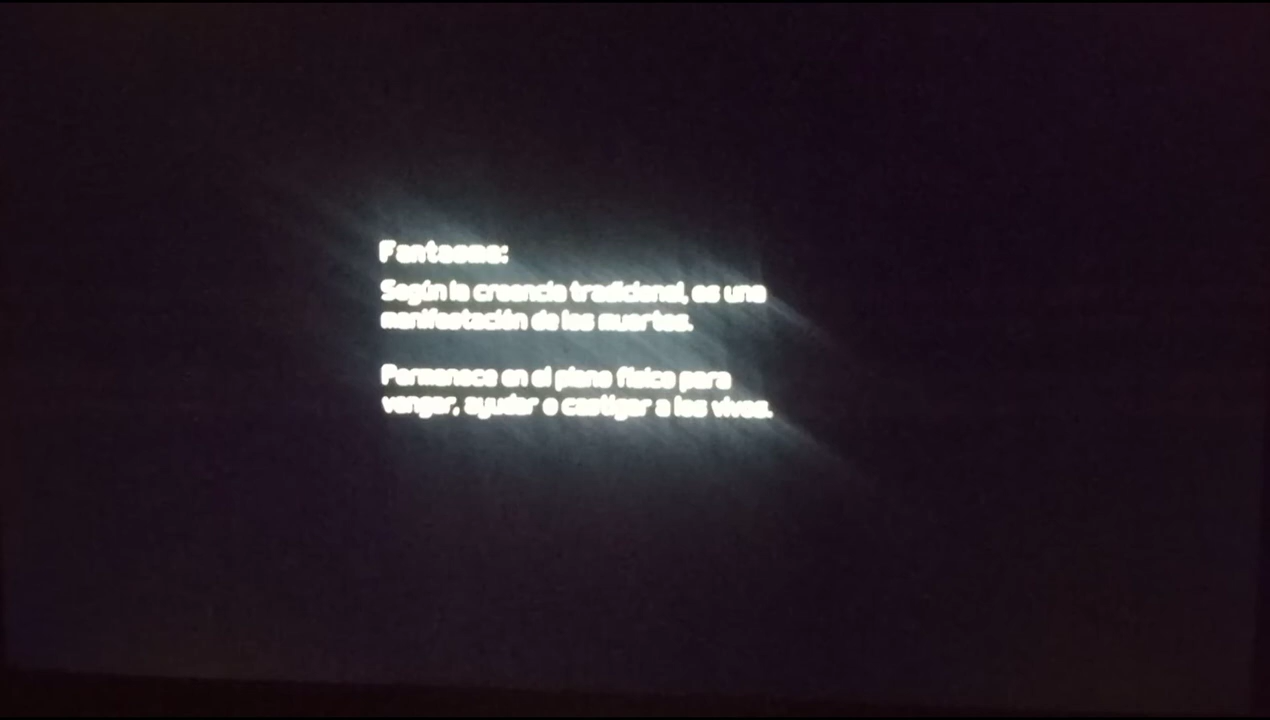 Fantasma:
Según la creencia tradicional, es una
manifestación de los muertos.
Permanece en el plano físico para
vengar, ayudar o castigar a los vivos.